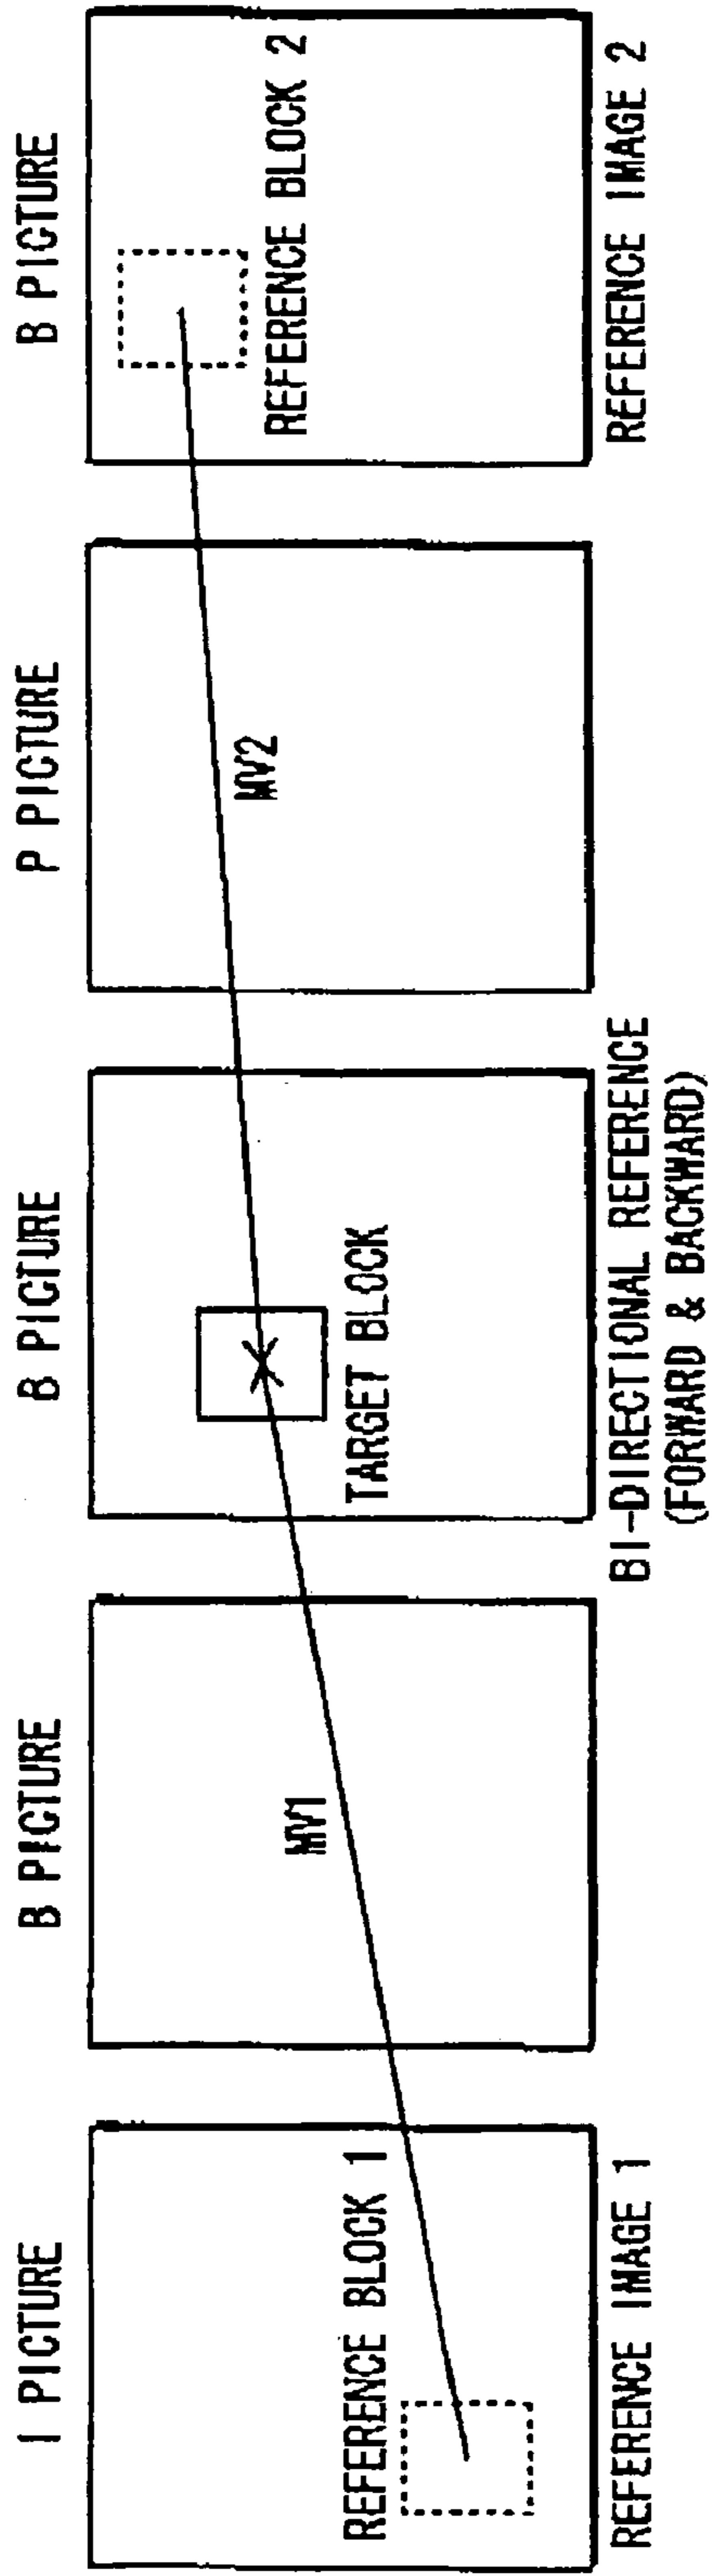 I PICTURE
B PICTURE
B PICTURE
P PICTURE
B PICTURE
REFERENCE BLOCK 1
MV1
TARGET BLOCK
MV2
REFERENCE BLOCK 2
REFERENCE IMAGE 1
BI-DIRECTIONAL REFERENCE
(FORWARD & BACKWARD)
REFERENCE IMAGE 2